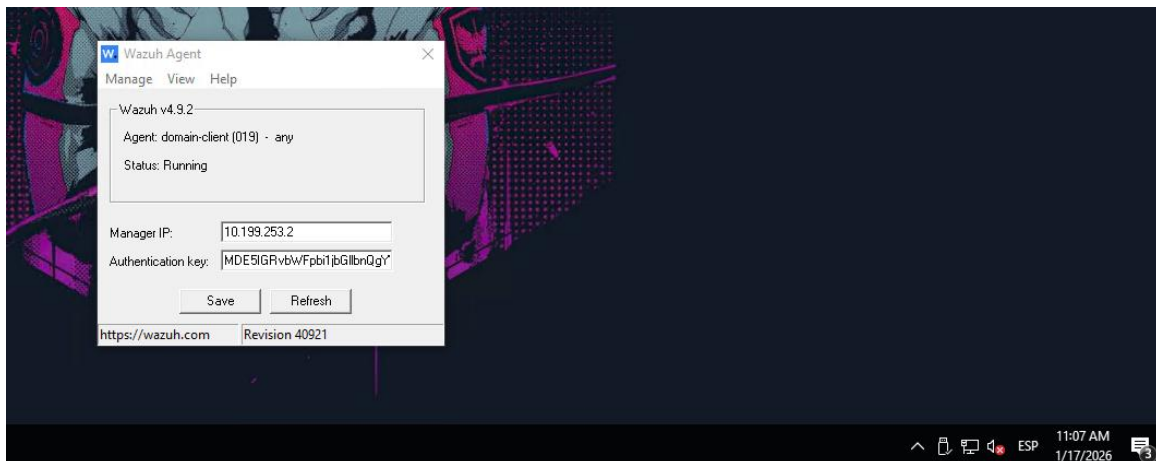 W. Wazuh Agent
Manage View Help
Wazuh v4.9.2
Agent: domain-client (019) - any
Status: Running
Manager IP: 10.199.253.2
Authentication key:
Save Refresh
https://wazuh.com Revision 40921
ESP
11:07 AM
1/17/2026
3